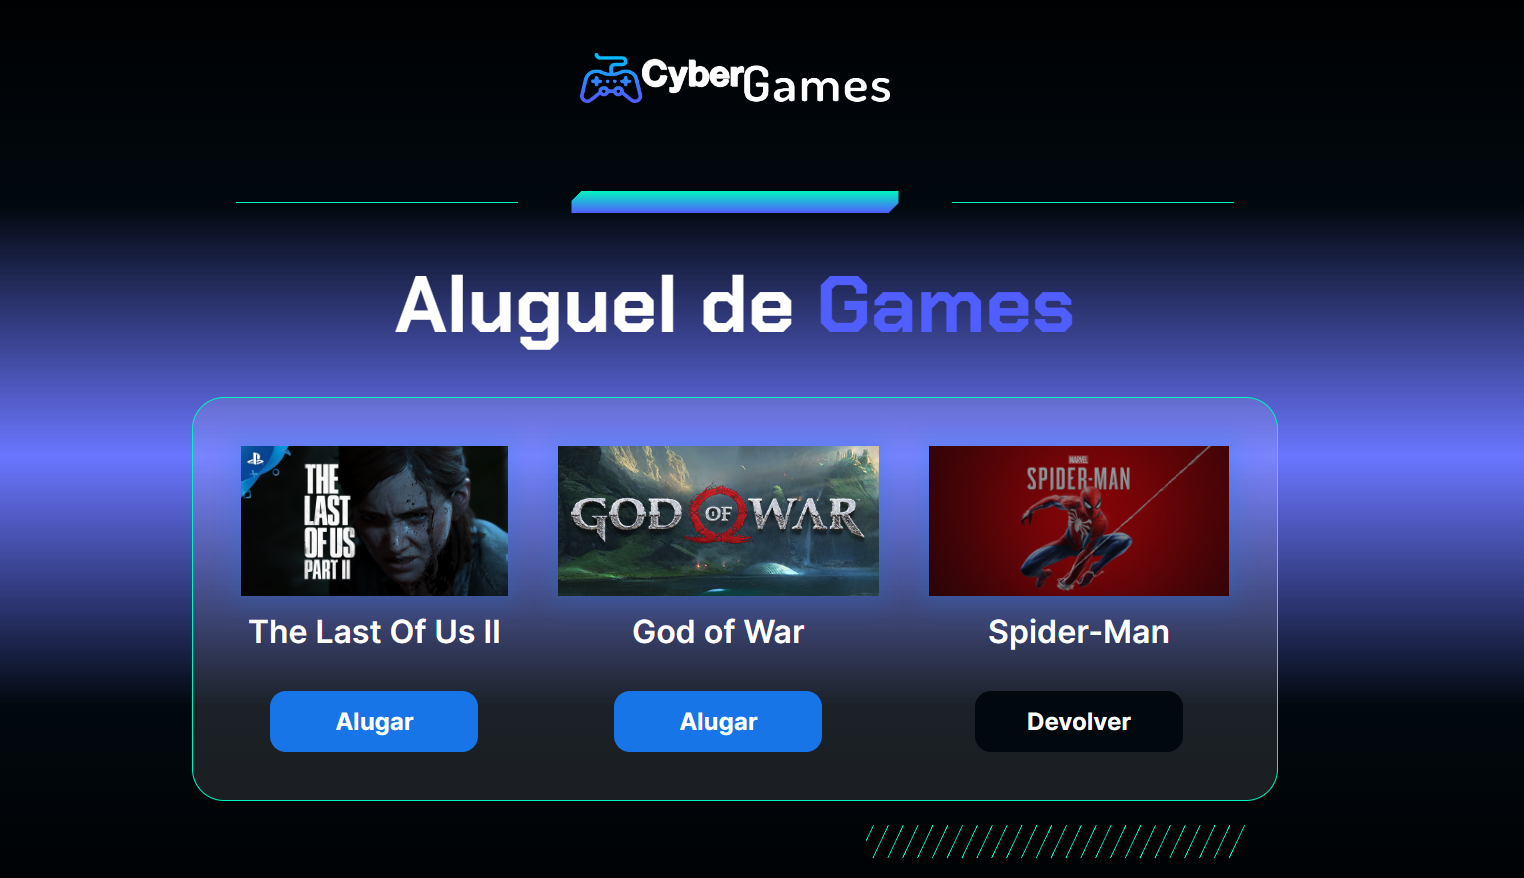 CyberGames
Aluguel de Games
THE
LAST
OF US
PART II
GOD OF WAR
MARVEL
SPIDER-MAN
The Last Of Us II
God of War
Spider-Man
Alugar
Alugar
Devolver